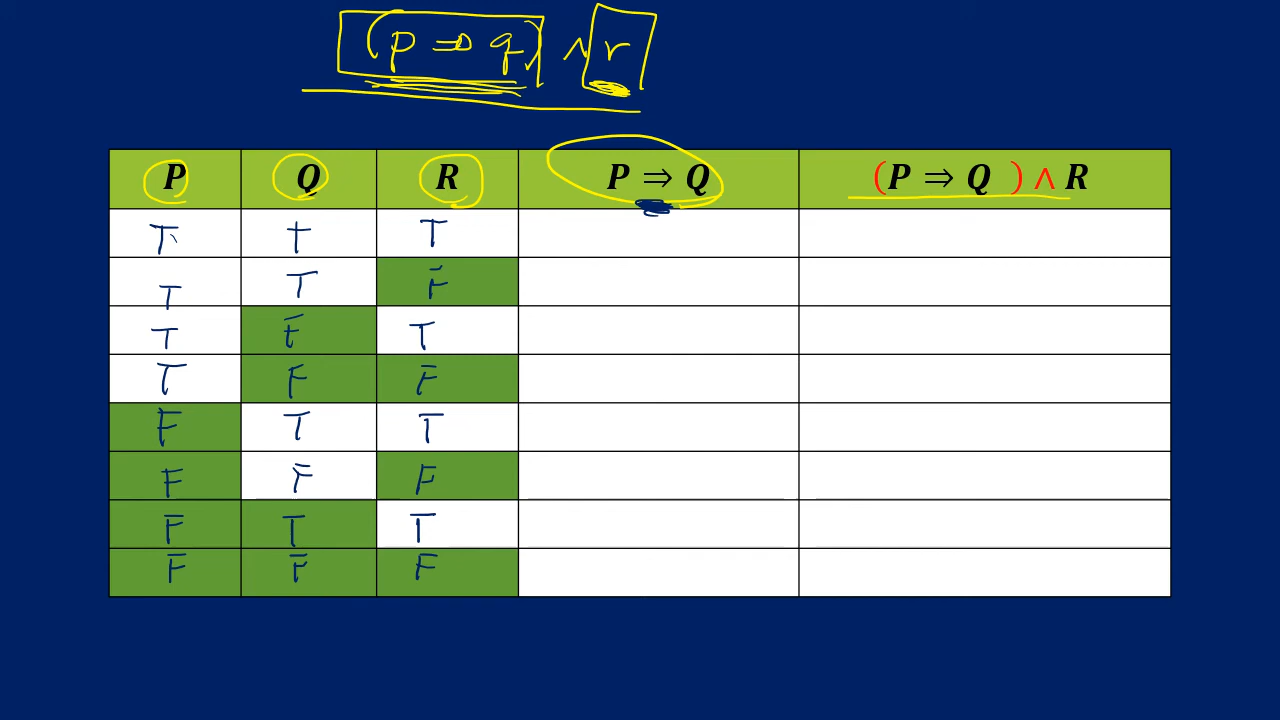 (p ⇒ q) ∧ r
P Q R P ⇒ Q (P ⇒ Q ) ∧ R
T T T
T T F
T F T
T F F
F T T
F F F
F T T
F F F